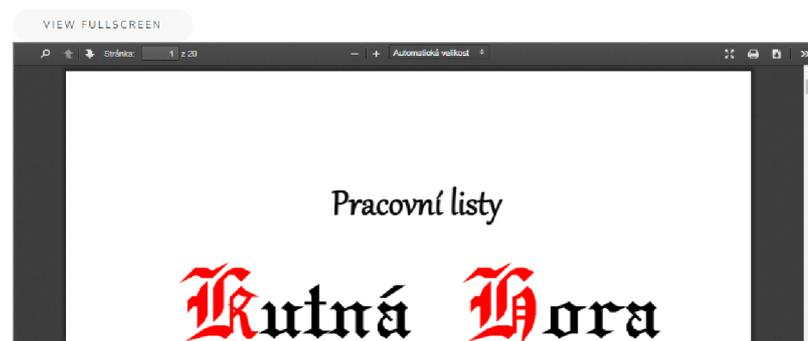 VIEW FULLSCREEN
Stránka: 1 z 20 Automatická velikost
Pracovní listy
Kutná Hora